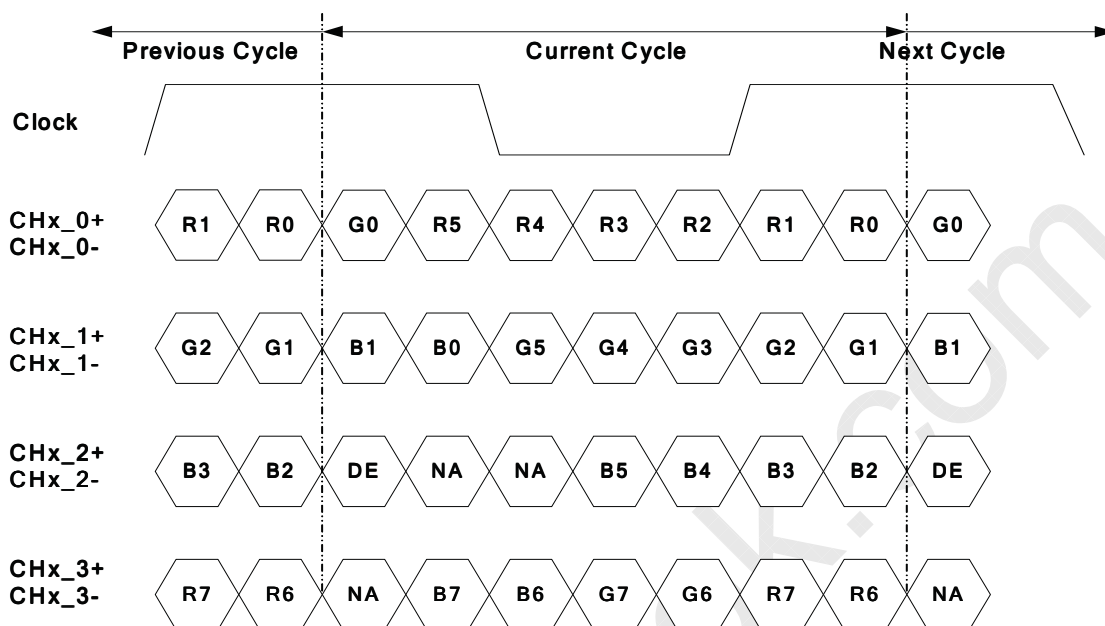 Previous Cycle Current Cycle Next Cycle
Clock
CHx_0+
CHx_0-
R1 R0 G0 R5 R4 R3 R2 R1 R0 G0
CHx_1+
CHx_1-
G2 G1 B1 B0 G5 G4 G3 G2 G1 B1
CHx_2+
CHx_2-
B3 B2 DE NA NA B5 B4 B3 B2 DE
CHx_3+
CHx_3-
R7 R6 NA B7 B6 G7 G6 R7 R6 NA
k.com